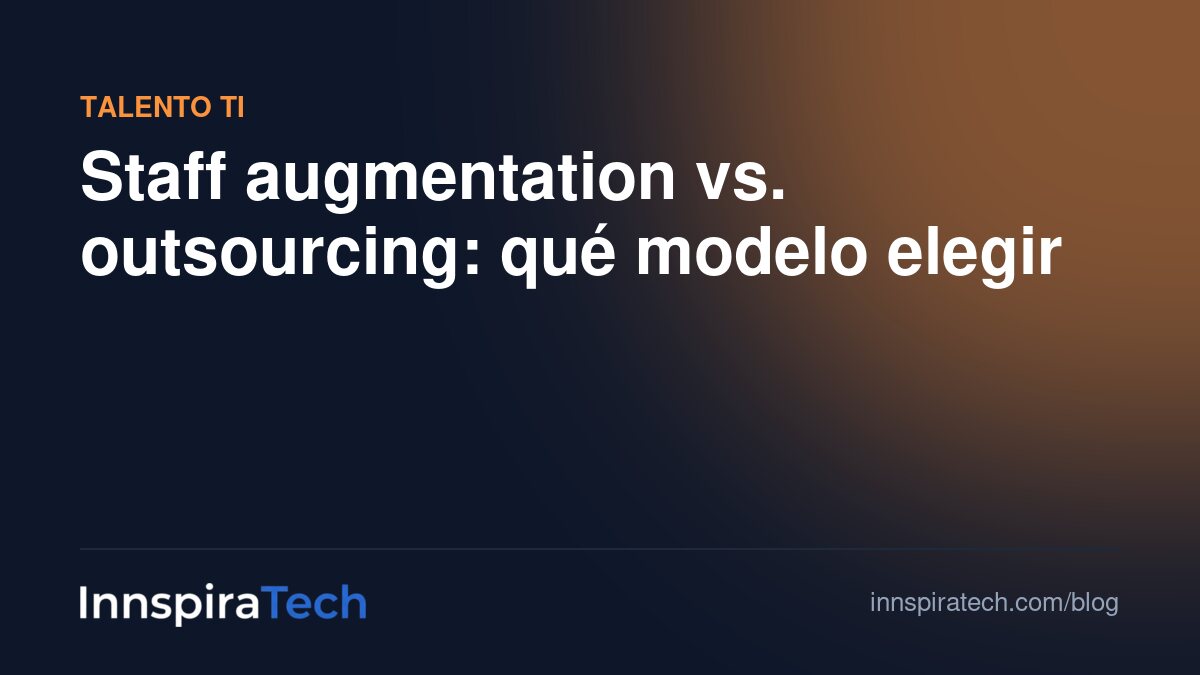 TALENTO TI
Staff augmentation vs.
outsourcing: qué modelo elegir
InnspiraTech
innspiratech.com/blog